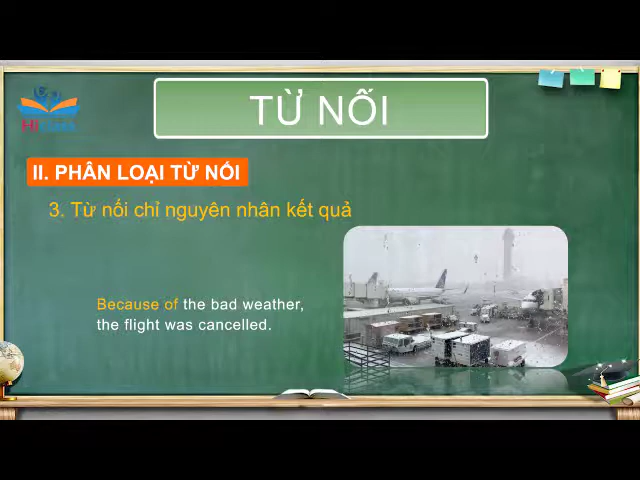 TỪ NỐI
II. PHÂN LOẠI TỪ NỐI
3. Từ nối chỉ nguyên nhân kết quả
Because of the bad weather,
the flight was cancelled.